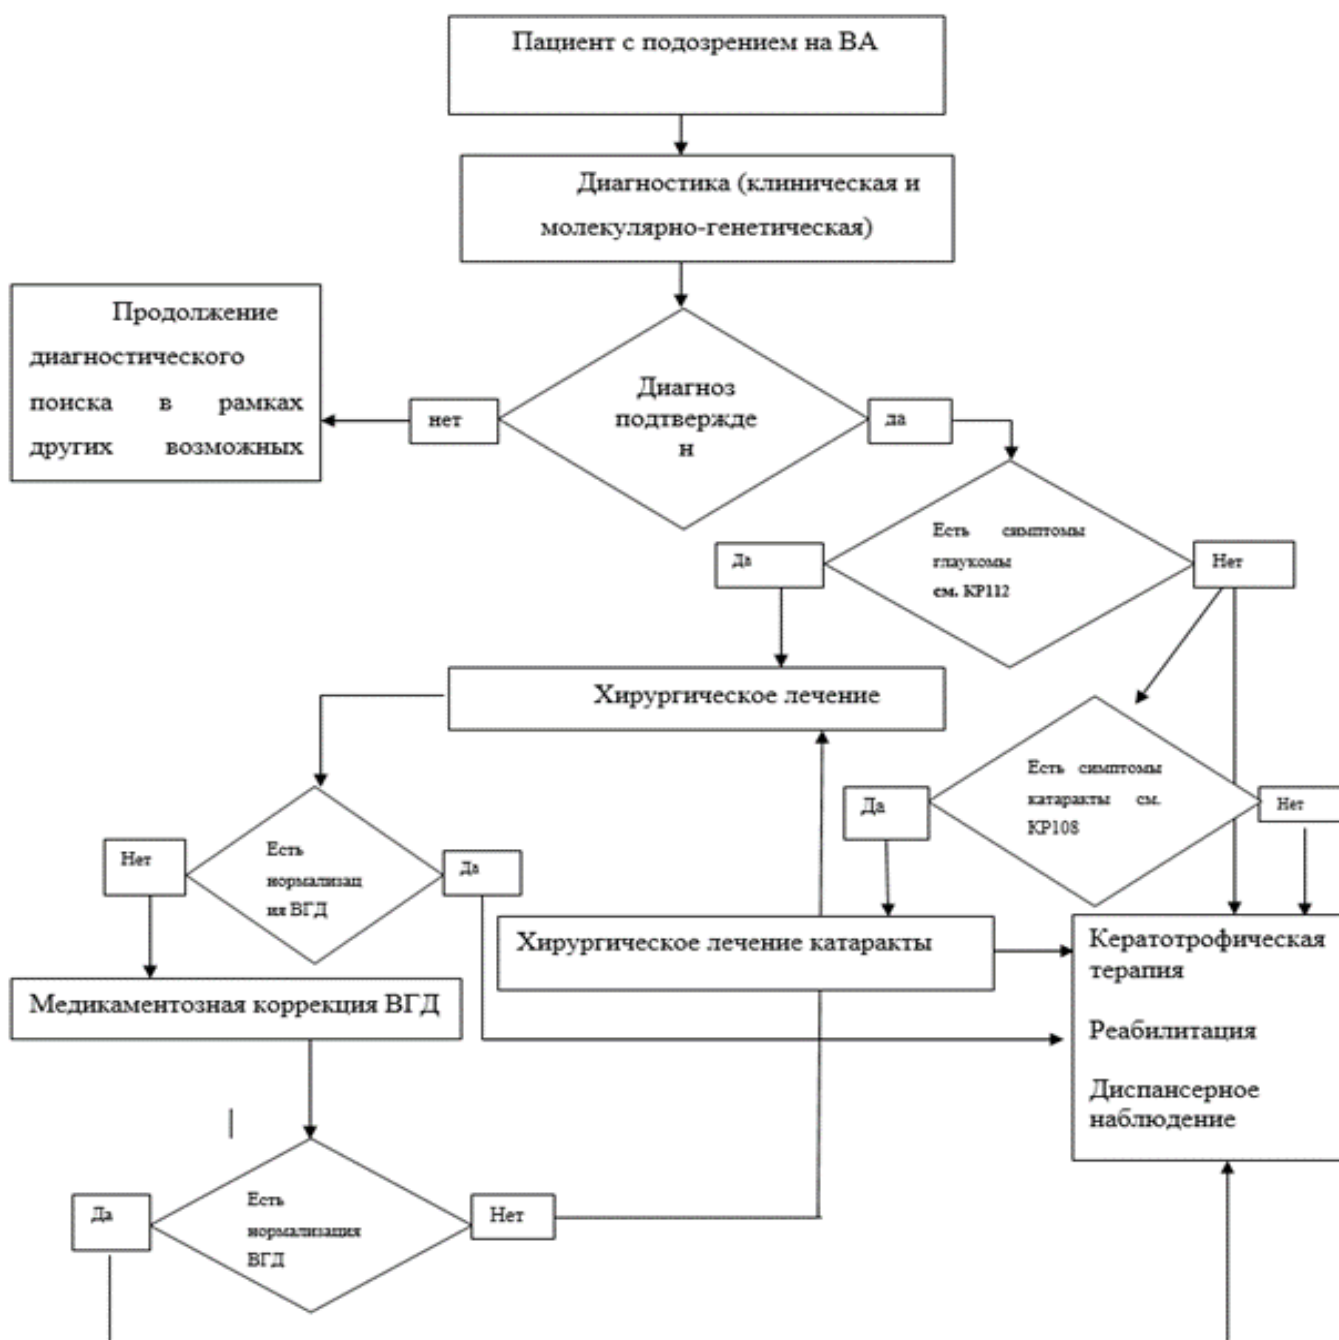 Пациент с подозрением на ВА
Диагностика (клиническая и
молекулярно-генетическая)
Продолжение
диагностического
поиска в рамках
других возможных
нет
Диагноз
подтвержде
н
да
Да
Есть симптомы
глаукомы
см. КР112
Нет
Хирургическое лечение
Да
Есть симптомы
катаракты см.
КР108
Нет
Нет
Есть
нормализац
ия ВГД
Да
Хирургическое лечение катаракты
Кератотрофическая
терапия
Реабилитация
Диспансерное
наблюдение
Медикаментозная коррекция ВГД
Да
Есть
нормализация
ВГД
Нет